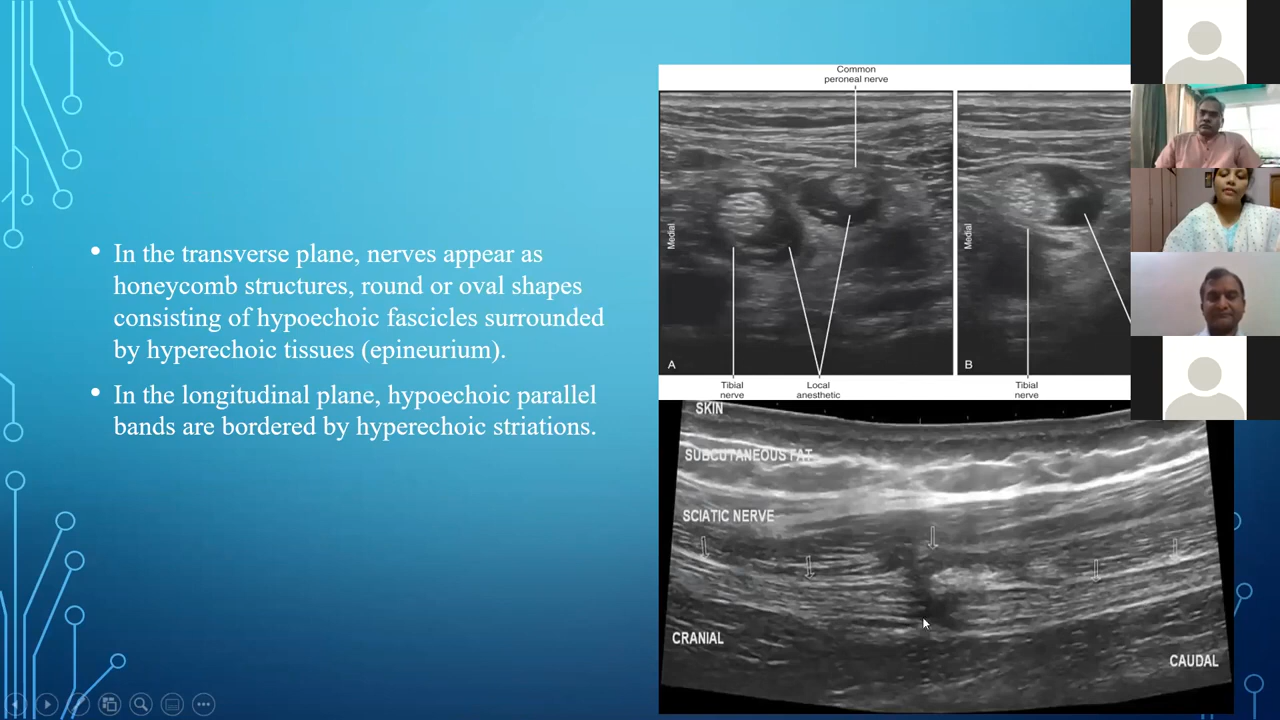 In the transverse plane, nerves appear as
honeycomb structures, round or oval shapes
consisting of hypoechoic fascicles surrounded
by hyperechoic tissues (epineurium).
In the longitudinal plane, hypoechoic parallel
bands are bordered by hyperechoic striations.
Common
peroneal nerve
Medial
Medial
A
B
Tibial
nerve
Local
anesthetic
Tibial
nerve
SKIN
SUBCUTANEOUS FAT
SCIATIC NERVE
CRANIAL
CAUDAL